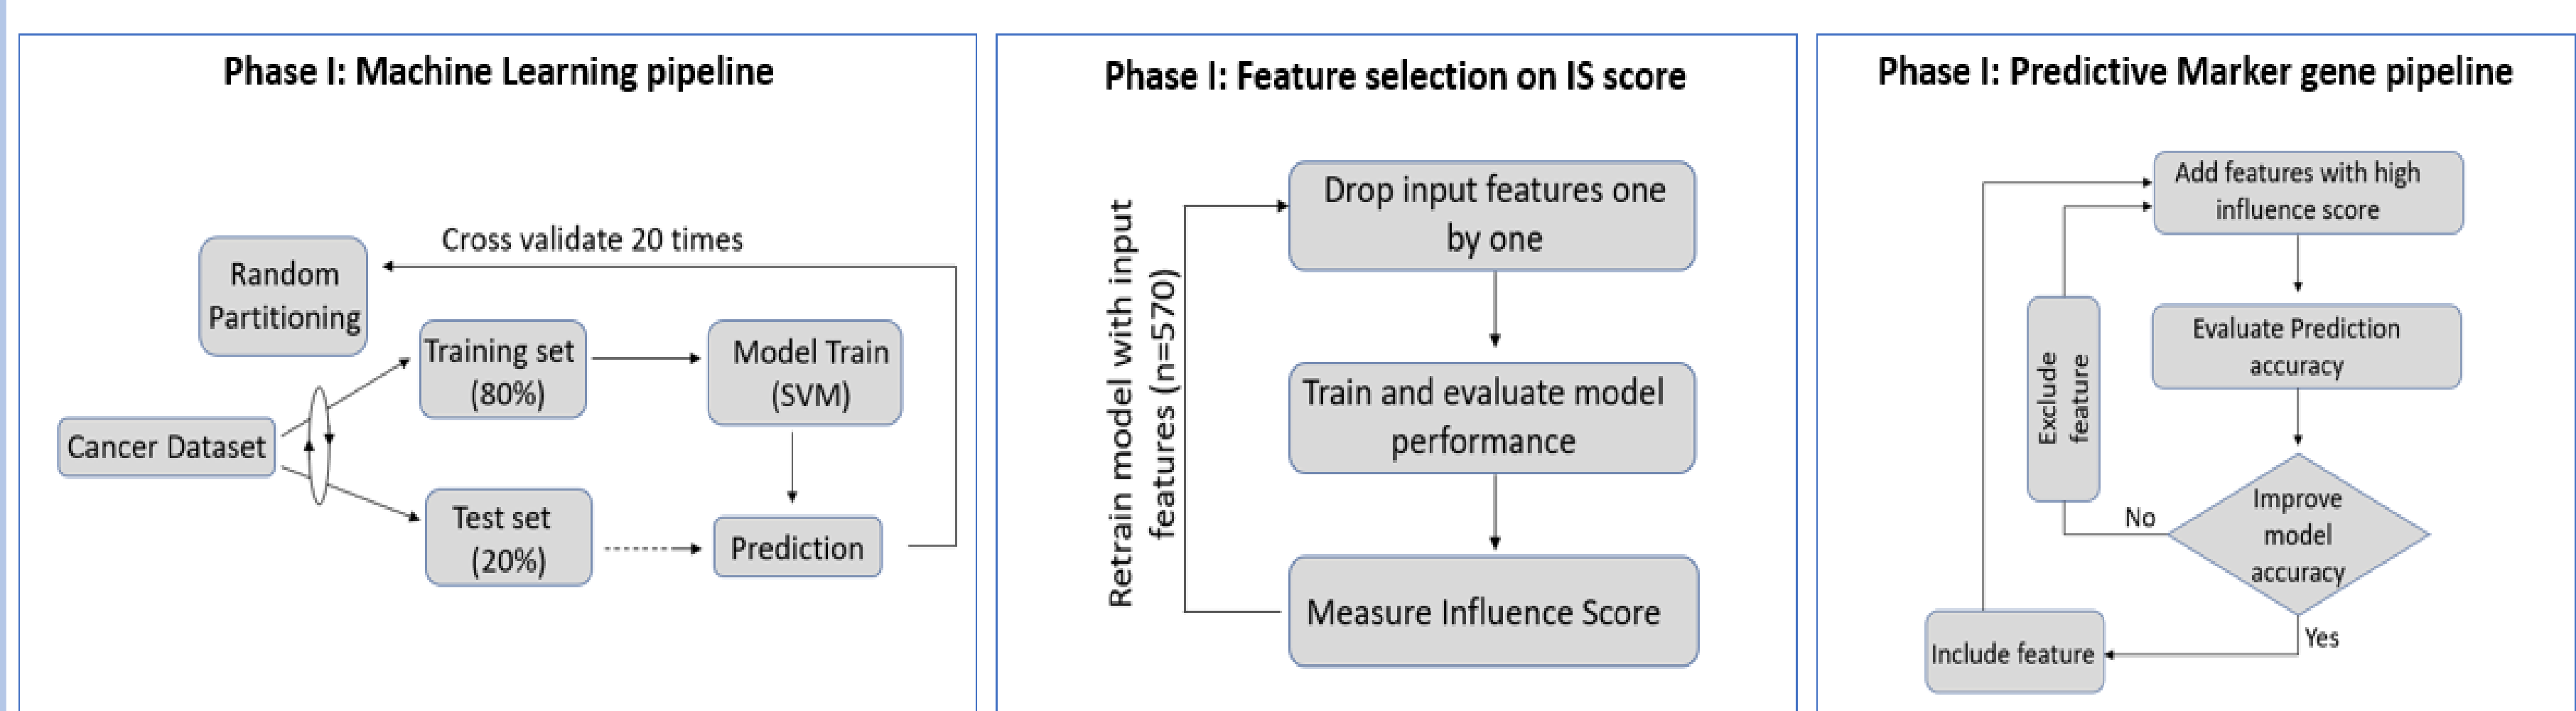 Phase I: Machine Learning pipeline
Cross validate 20 times
Random
Partitioning
Training set
(80%)
Model Train
(SVM)
Cancer Dataset
Test set
(20%)
Prediction
Phase I: Feature selection on IS score
Retrain model with input
features (n=570)
Drop input features one
by one
Train and evaluate model
performance
Measure Influence Score
Phase I: Predictive Marker gene pipeline
Add features with high
influence score
Evaluate Prediction
accuracy
Exclude
feature
Improve
model
accuracy
No
Yes
Include feature